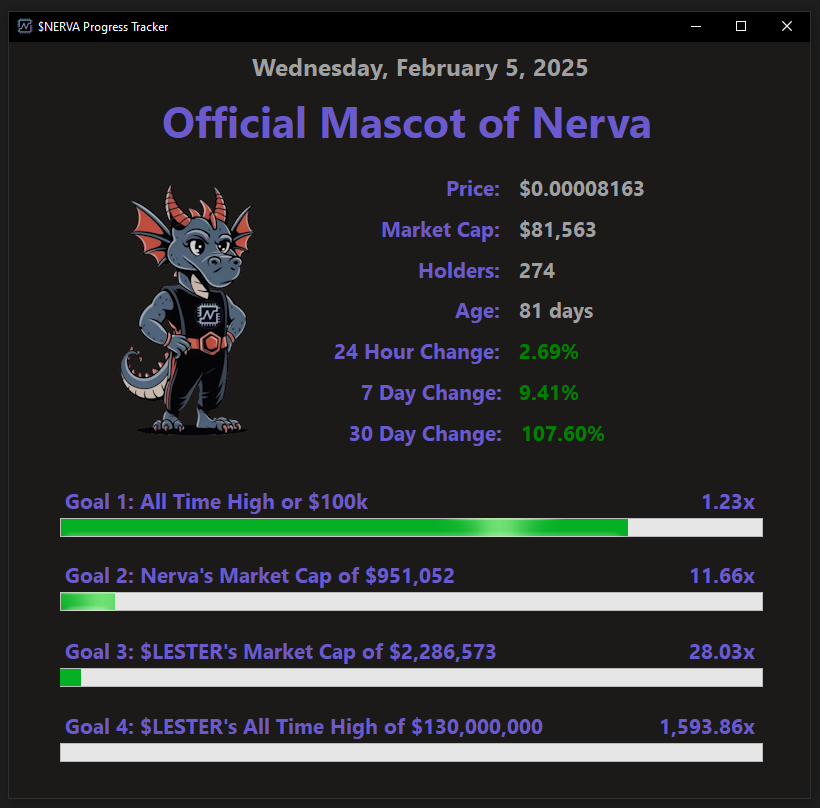 $NERVA Progress Tracker
Wednesday, February 5, 2025
Official Mascot of Nerva
Price: $0.00008163
Market Cap: $81,563
Holders: 274
Age: 81 days
24 Hour Change: 2.69%
7 Day Change: 9.41%
30 Day Change: 107.60%
Goal 1: All Time High or $100k 1.23x
Goal 2: Nerva's Market Cap of $951,052 11.66x
Goal 3: $LESTER's Market Cap of $2,286,573 28.03x
Goal 4: $LESTER's All Time High of $130,000,000 1,593.86x